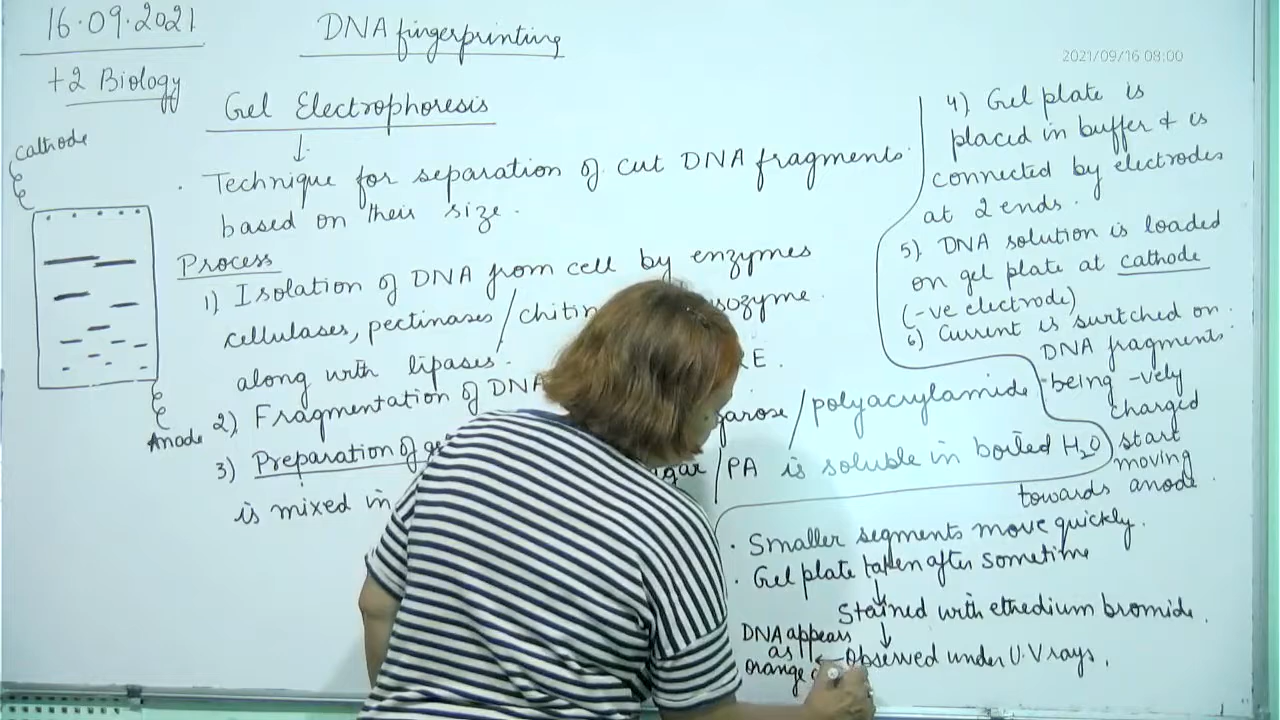 16.09.2021
DNA fingerprinting
2021/09/16 08:00
+2 Biology
Gel Electrophoresis
Cathode
Anode
↓
. Technique for separation of cut DNA fragments
based on their size.
Process
1) Isolation of DNA from cell by enzymes
cellulases, pectinases / chitin
along with lipases.
2) Fragmentation of DNA
3) Preparation of
garose / polyacrylamide
is mixed in
agar / PA is soluble in boiled H2O
4) Gel plate is
placed in buffer & is
connected by electrodes
at 2 ends.
5) DNA solution is loaded
on gel plate at cathode
(-ve electrode)
6) Current is surtched on.
DNA fragments
being -vely
charged
start
moving
towards anode.
. Smaller segments move quickly.
. Gel plate taken after sometime
↓
Stained with ethedium bromide.
↓
Observed under U.V rays.
←
DNA appears
as
orange